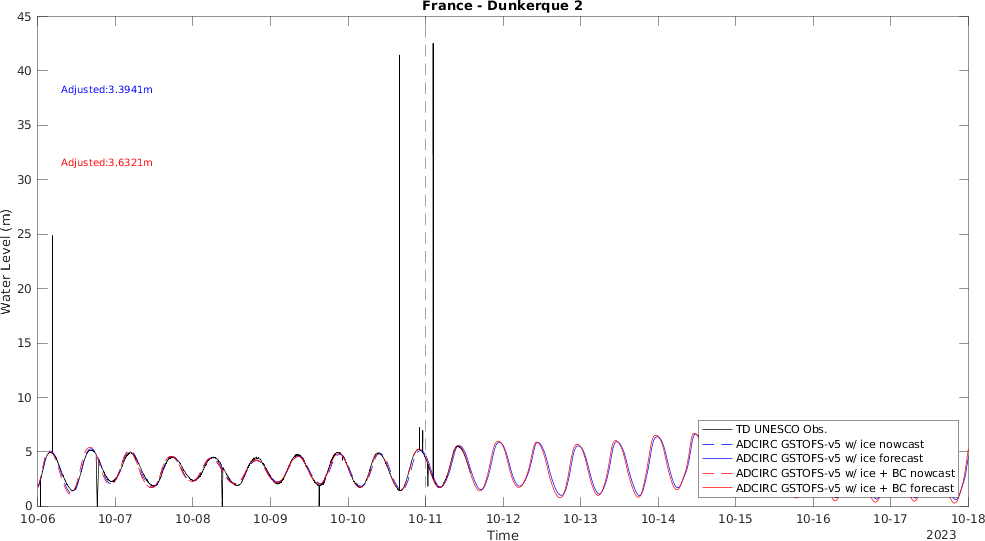 France - Dunkerque 2
45
40
35
30
25
20
15
10
5
0
Water Level (m)
Adjusted:3.3941m
Adjusted:3.6321m
TD UNESCO Obs.
ADCIRC GSTOFS-v5 w/ ice nowcast
ADCIRC GSTOFS-v5 w/ ice forecast
ADCIRC GSTOFS-v5 w/ ice + BC nowcast
ADCIRC GSTOFS-v5 w/ ice + BC forecast
10-06 10-07 10-08 10-09 10-10 10-11 10-12 10-13 10-14 10-15 10-16 10-17 10-18
Time
2023